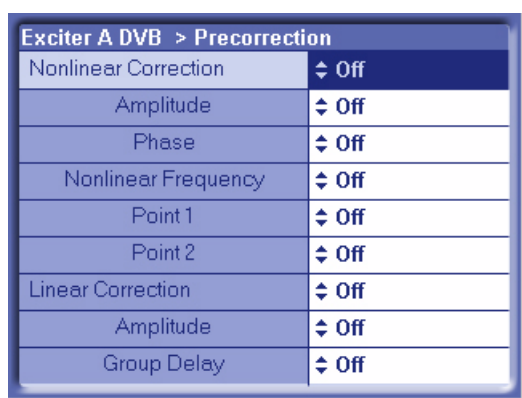 Exciter A DVB > Precorrection
Nonlinear Correction Off
Amplitude Off
Phase Off
Nonlinear Frequency Off
Point 1 Off
Point 2 Off
Linear Correction Off
Amplitude Off
Group Delay Off